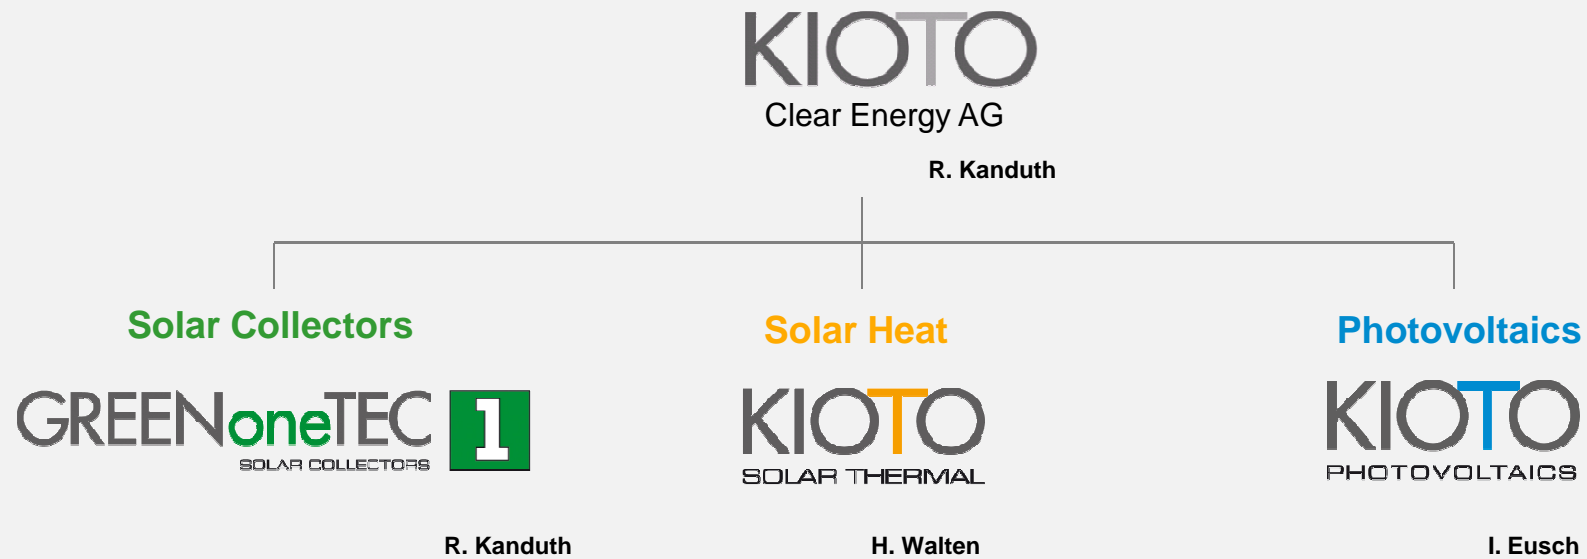 KIOTO
Clear Energy AG
R. Kanduth
Solar Collectors
Solar Heat
Photovoltaics
GREENoneTEC 1
SOLAR COLLECTORS
KIOTO
SOLAR THERMAL
KIOTO
PHOTOVOLTAICS
R. Kanduth
H. Walten
I. Eusch